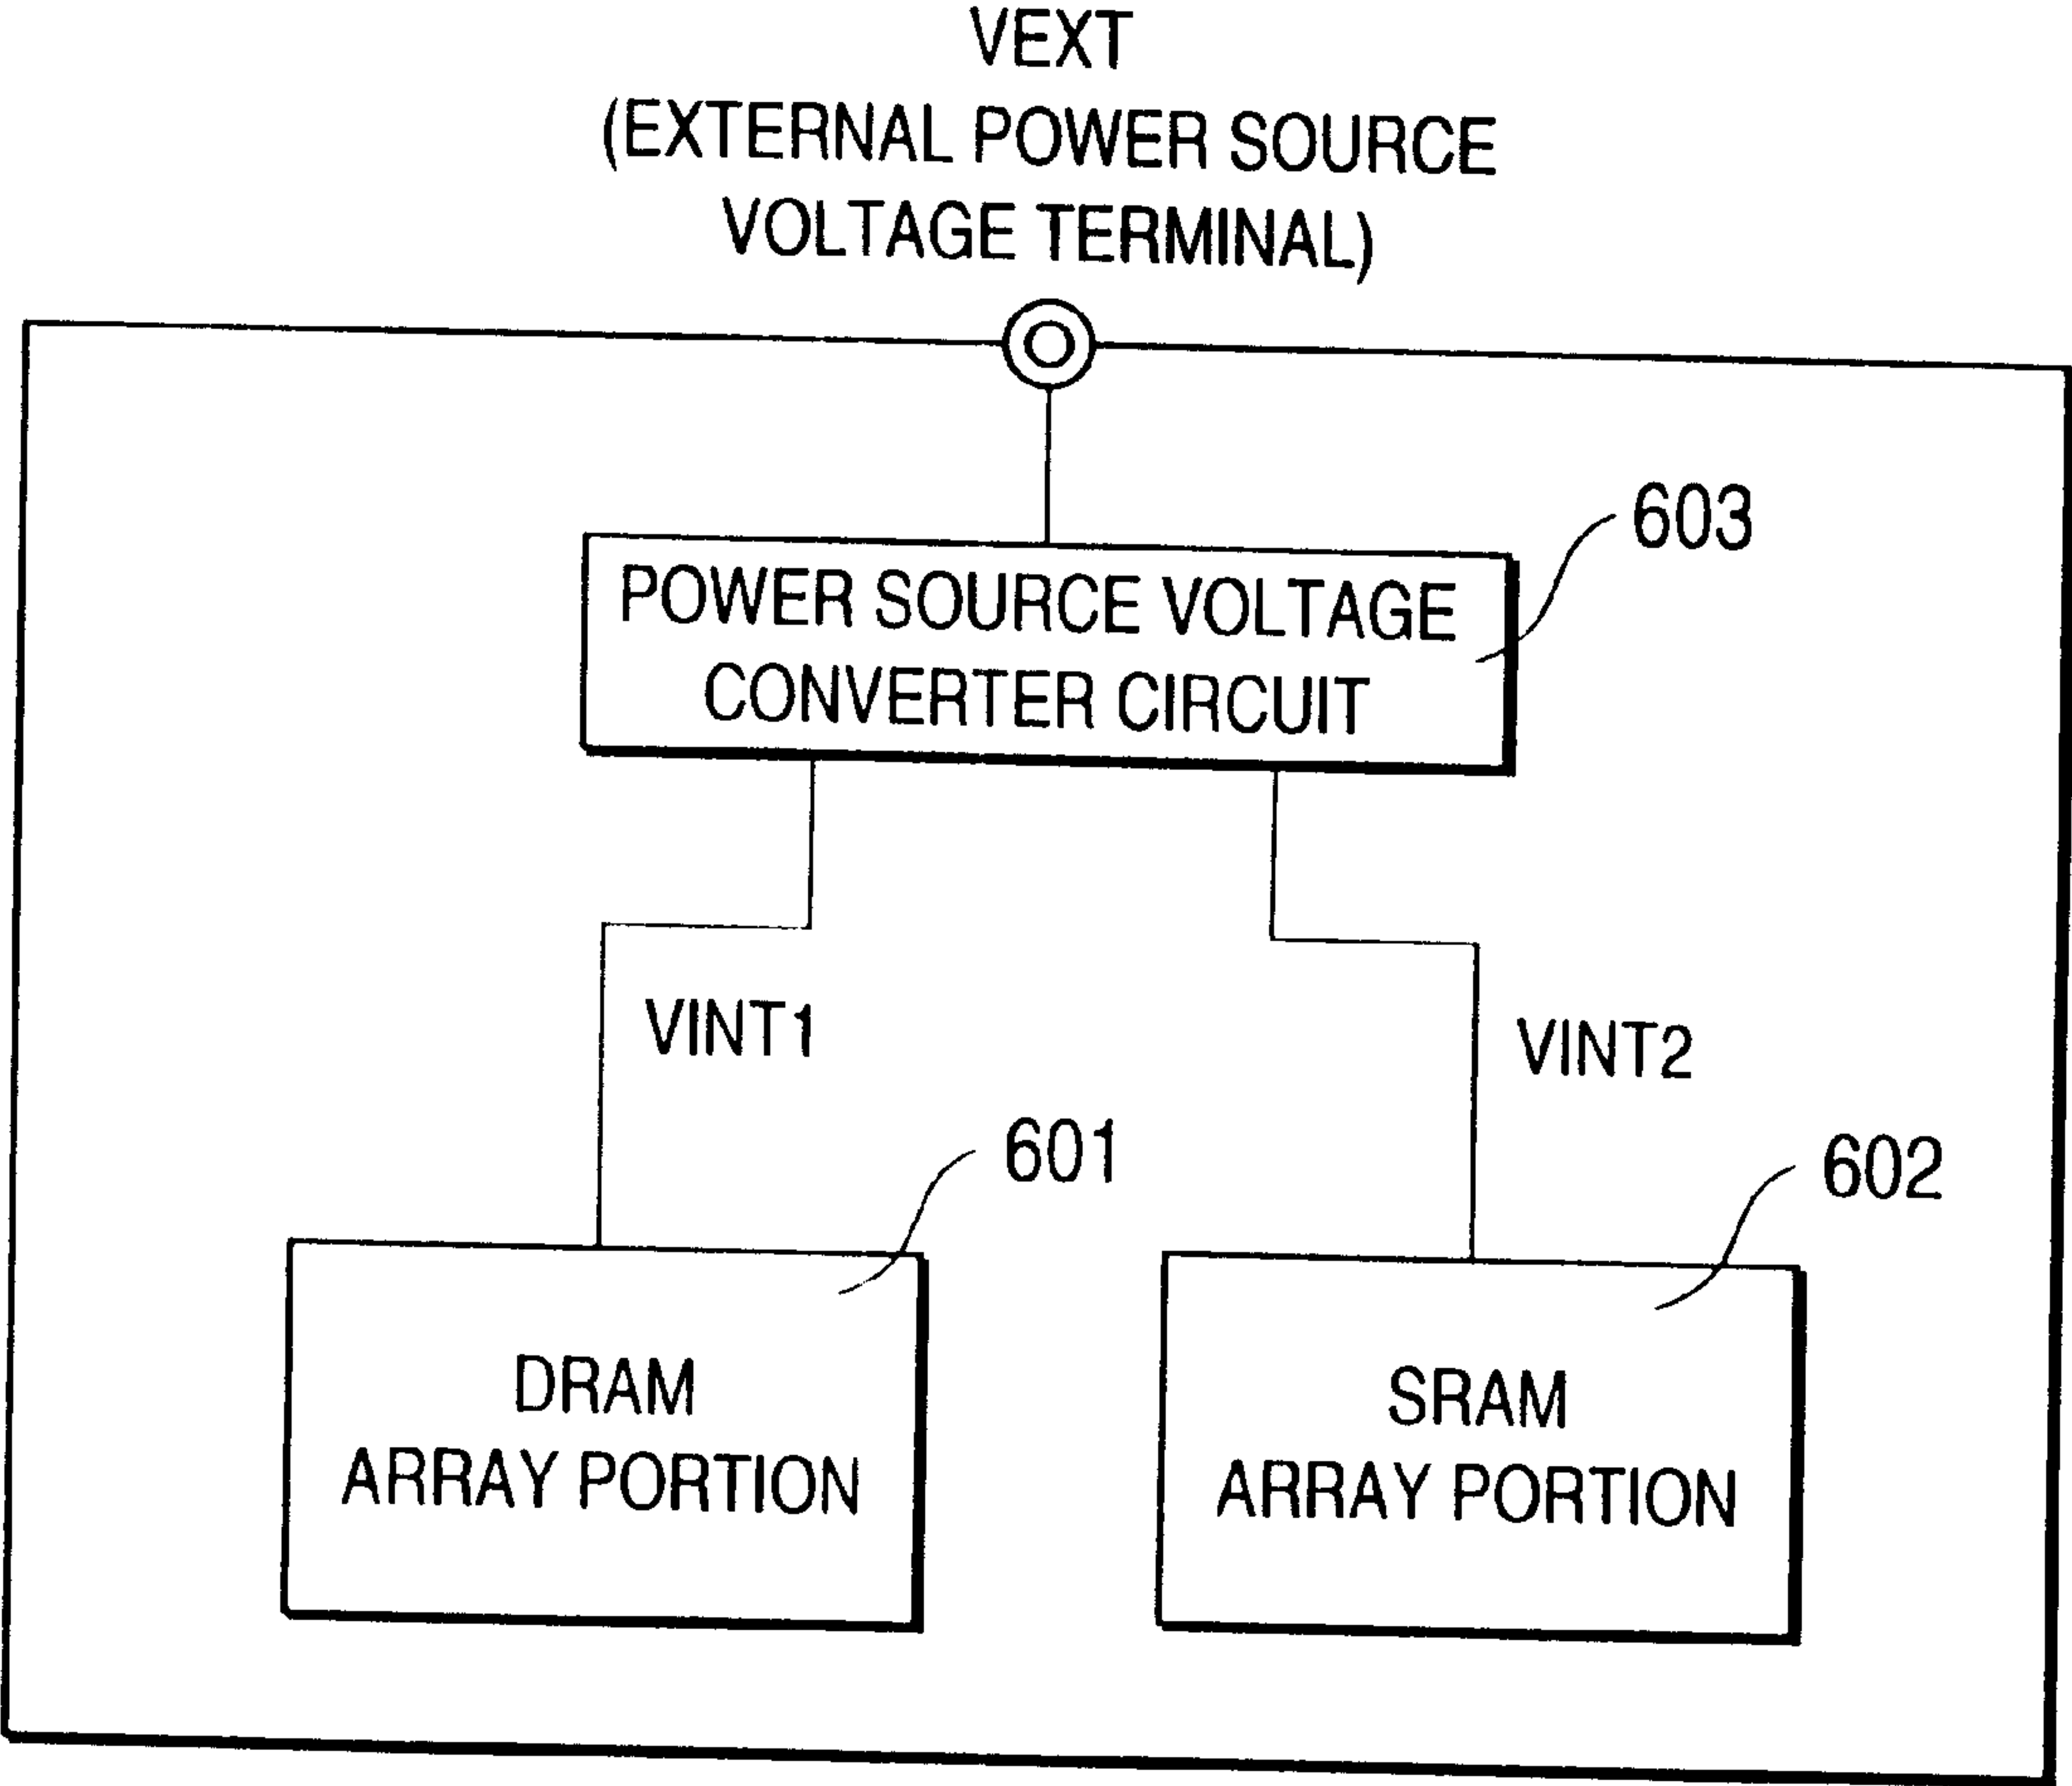 VEXT
(EXTERNAL POWER SOURCE
VOLTAGE TERMINAL)
603
POWER SOURCE VOLTAGE
CONVERTER CIRCUIT
VINT1
VINT2
601
602
DRAM
ARRAY PORTION
SRAM
ARRAY PORTION